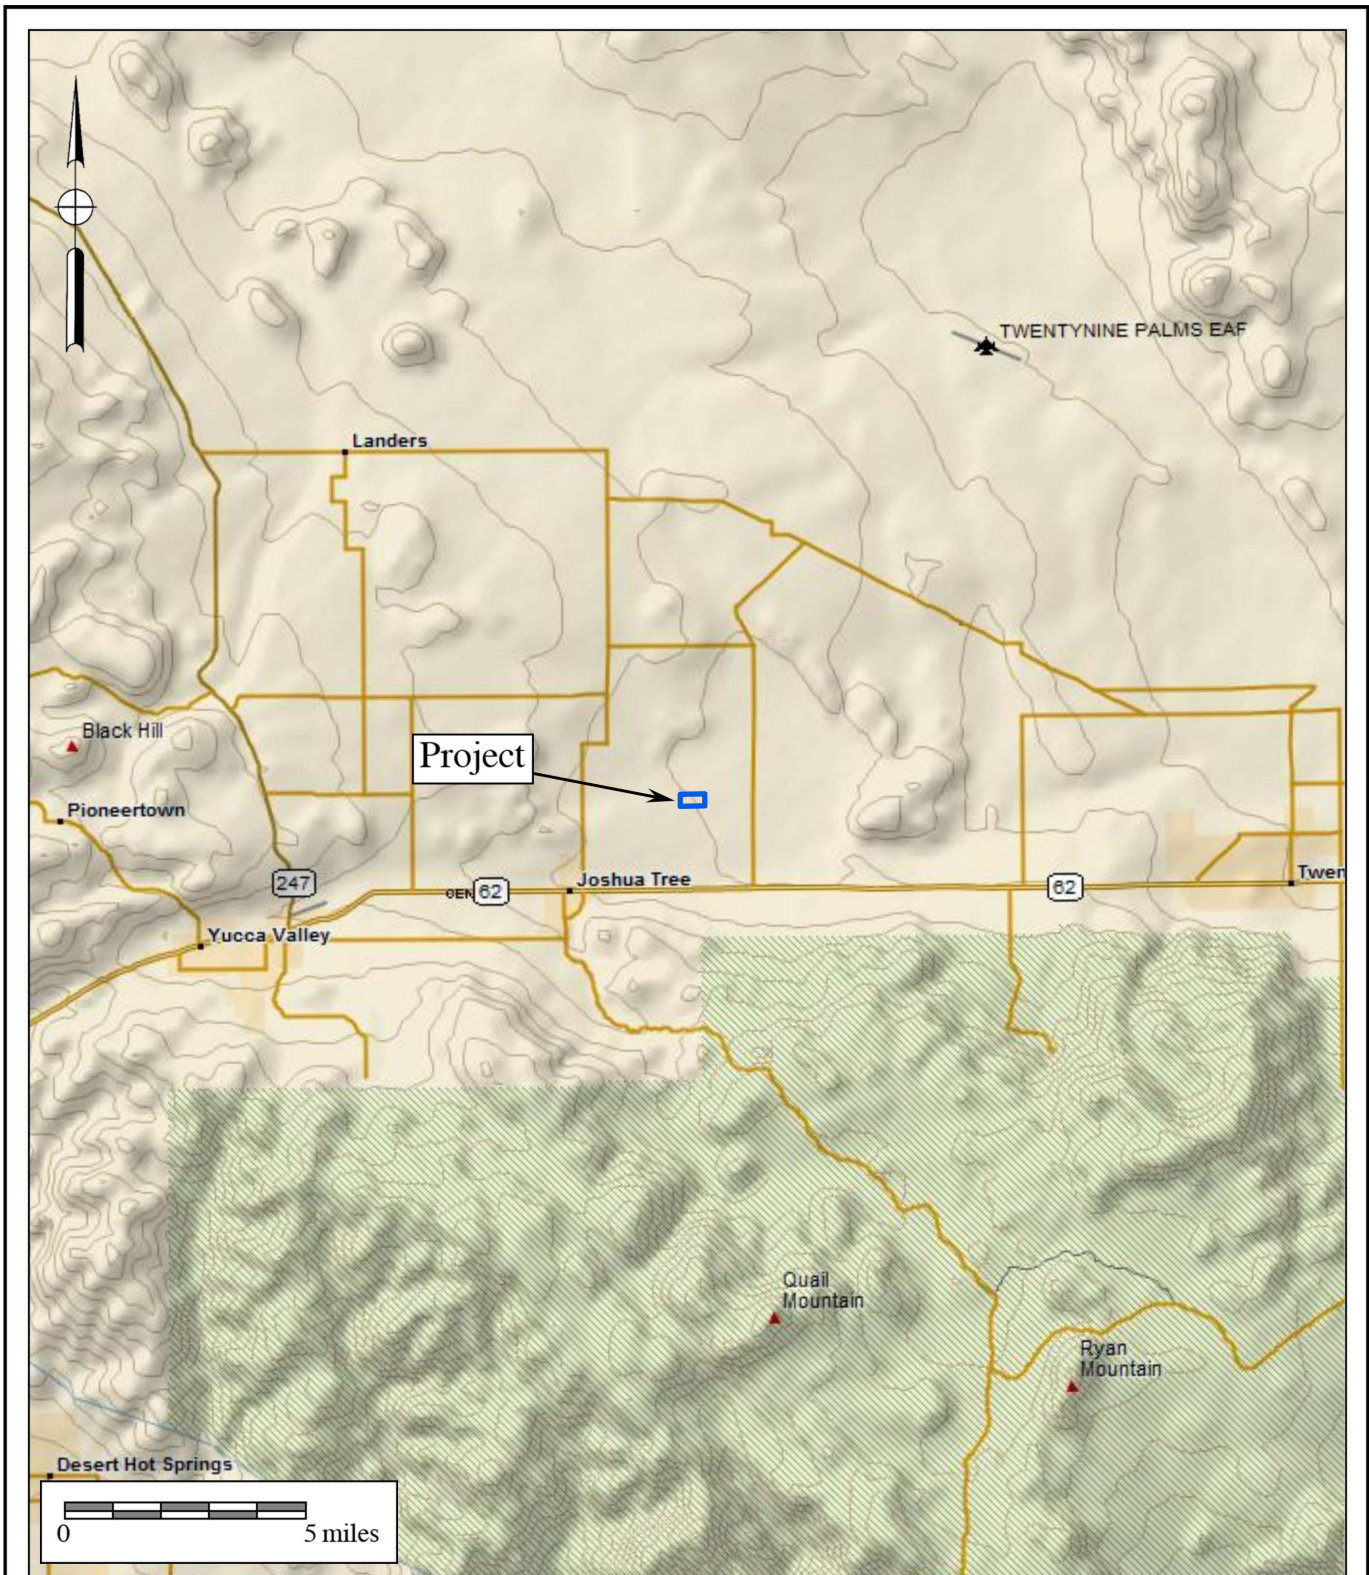 TWENTYNINE PALMS EAF
Landers
Black Hill
Project
Pioneertown
247
CEN
62
Joshua Tree
62
Twen
Yucca Valley
Quail
Mountain
Ryan
Mountain
Desert Hot Springs
0
5 miles